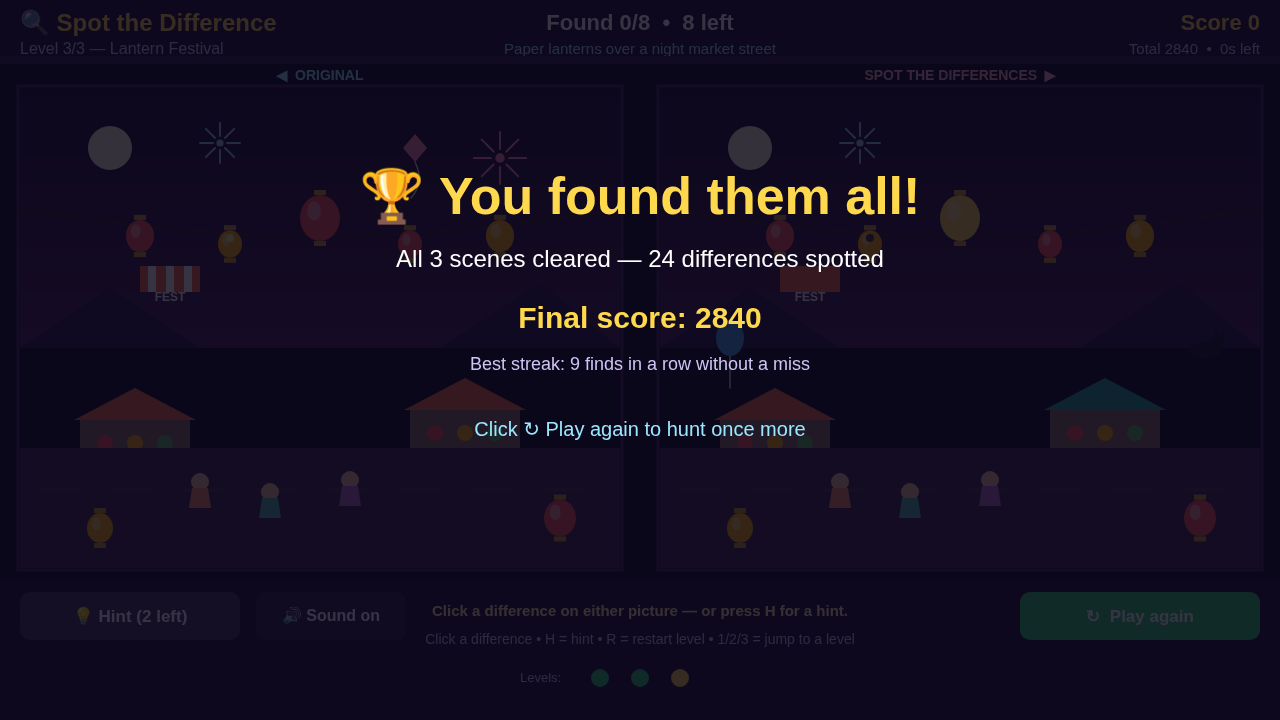 🔍 Spot the Difference
Level 3/3 — Lantern Festival
Found 0/8 • 8 left
Paper lanterns over a night market street
Score 0
Total 2840 • 0s left
◀ ORIGINAL
SPOT THE DIFFERENCES ▶
🏆 You found them all!
All 3 scenes cleared — 24 differences spotted
FEST
FEST
Final score: 2840
Best streak: 9 finds in a row without a miss
Click ↻ Play again to hunt once more
💡 Hint (2 left)
🔊 Sound on
Click a difference on either picture — or press H for a hint.
Click a difference • H = hint • R = restart level • 1/2/3 = jump to a level
↻ Play again
Levels: